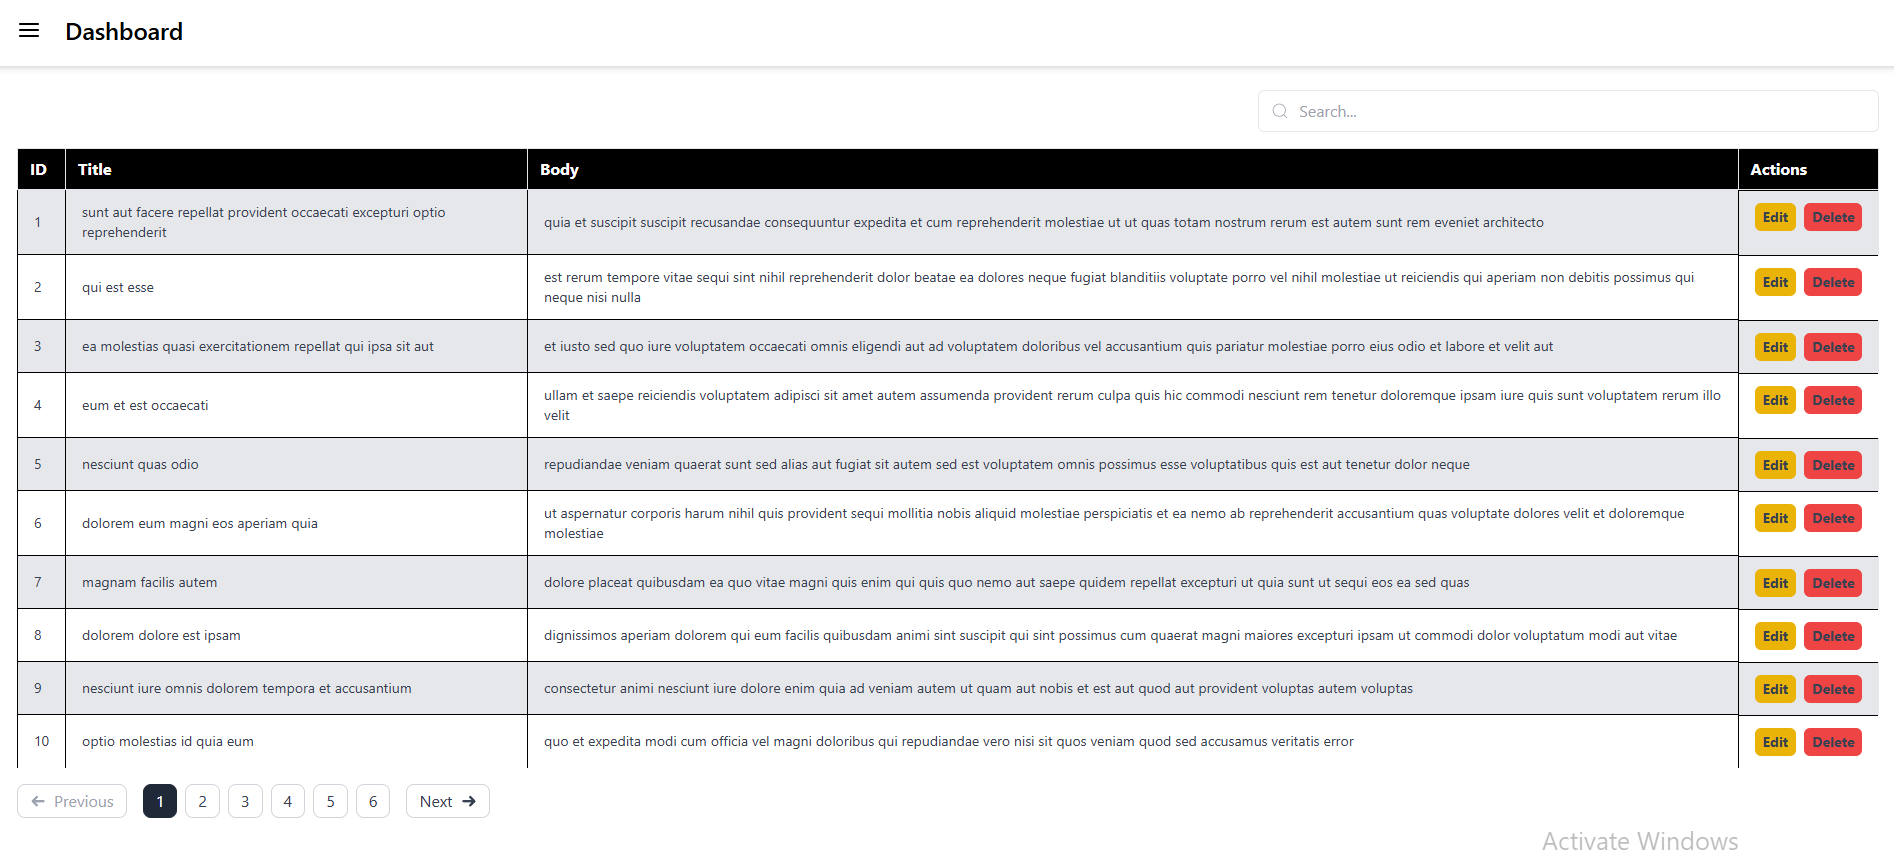 Dashboard
Search...
ID Title Body Actions
1 sunt aut facere repellat provident occaecati excepturi optio
reprehenderit quia et suscipit suscipit recusandae consequuntur expedita et cum reprehenderit molestiae ut ut quas totam nostrum rerum est autem sunt rem eveniet architecto Edit Delete
2 qui est esse est rerum tempore vitae sequi sint nihil reprehenderit dolor beatae ea dolores neque fugiat blanditiis voluptate porro vel nihil molestiae ut reiciendis qui aperiam non debitis possimus qui
neque nisi nulla Edit Delete
3 ea molestias quasi exercitationem repellat qui ipsa sit aut et iusto sed quo iure voluptatem occaecati omnis eligendi aut ad voluptatem doloribus vel accusantium quis pariatur molestiae porro eius odio et labore et velit aut Edit Delete
4 eum et est occaecati ullam et saepe reiciendis voluptatem adipisci sit amet autem assumenda provident rerum culpa quis hic commodi nesciunt rem tenetur doloremque ipsam iure quis sunt voluptatem rerum illo
velit Edit Delete
5 nesciunt quas odio repudiandae veniam quaerat sunt sed alias aut fugiat sit autem sed est voluptatem omnis possimus esse voluptatibus quis est aut tenetur dolor neque Edit Delete
6 dolorem eum magni eos aperiam quia ut aspernatur corporis harum nihil quis provident sequi mollitia nobis aliquid molestiae perspiciatis et ea nemo ab reprehenderit accusantium quas voluptate dolores velit et doloremque
molestiae Edit Delete
7 magnam facilis autem dolore placeat quibusdam ea quo vitae magni quis enim qui quis quo nemo aut saepe quidem repellat excepturi ut quia sunt ut sequi eos ea sed quas Edit Delete
8 dolorem dolore est ipsam dignissimos aperiam dolorem qui eum facilis quibusdam animi sint suscipit qui sint possimus cum quaerat magni maiores excepturi ipsam ut commodi dolor voluptatum modi aut vitae Edit Delete
9 nesciunt iure omnis dolorem tempora et accusantium consectetur animi nesciunt iure dolore enim quia ad veniam autem ut quam aut nobis et est aut quod aut provident voluptas autem voluptas Edit Delete
10 optio molestias id quia eum quo et expedita modi cum officia vel magni doloribus qui repudiandae vero nisi sit quos veniam quod sed accusamus veritatis error Edit Delete
Previous 1 2 3 4 5 6 Next
Activate Windows